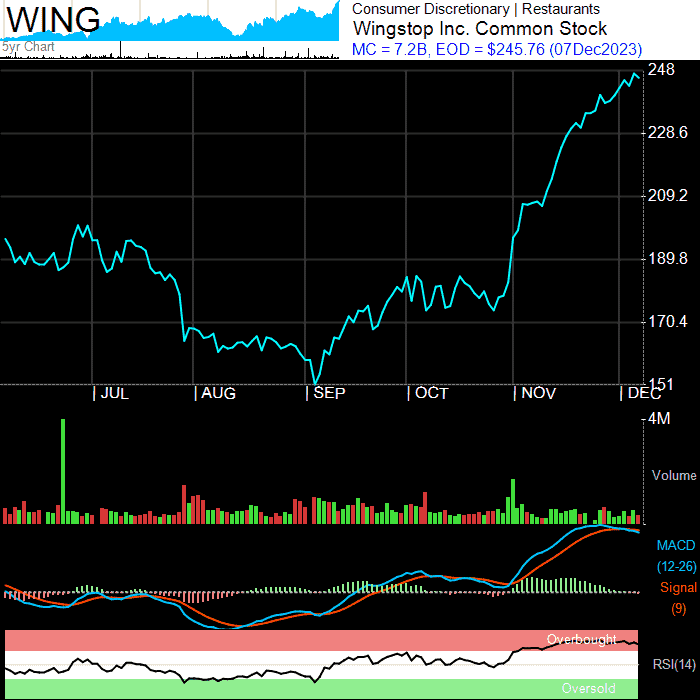 WING
5yr Chart
Consumer Discretionary | Restaurants
Wingstop Inc. Common Stock
MC = 7.2B, EOD = $245.76 (07Dec2023)
248
228.6
209.2
189.8
170.4
151
| JUL | AUG | SEP | OCT | NOV | DEC
4M
Volume
MACD
(12-26)
Signal
(9)
Overbought
RSI(14)
Oversold